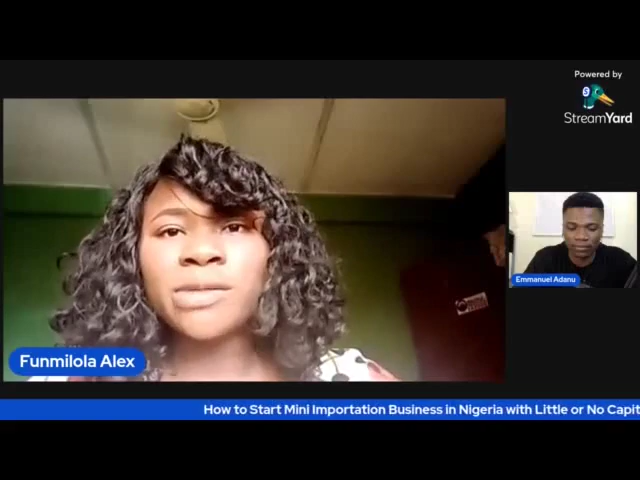 Powered by
StreamYard
Emmanuel Adanu
Funmilola Alex
How to Start Mini Importation Business in Nigeria with Little or No Capit